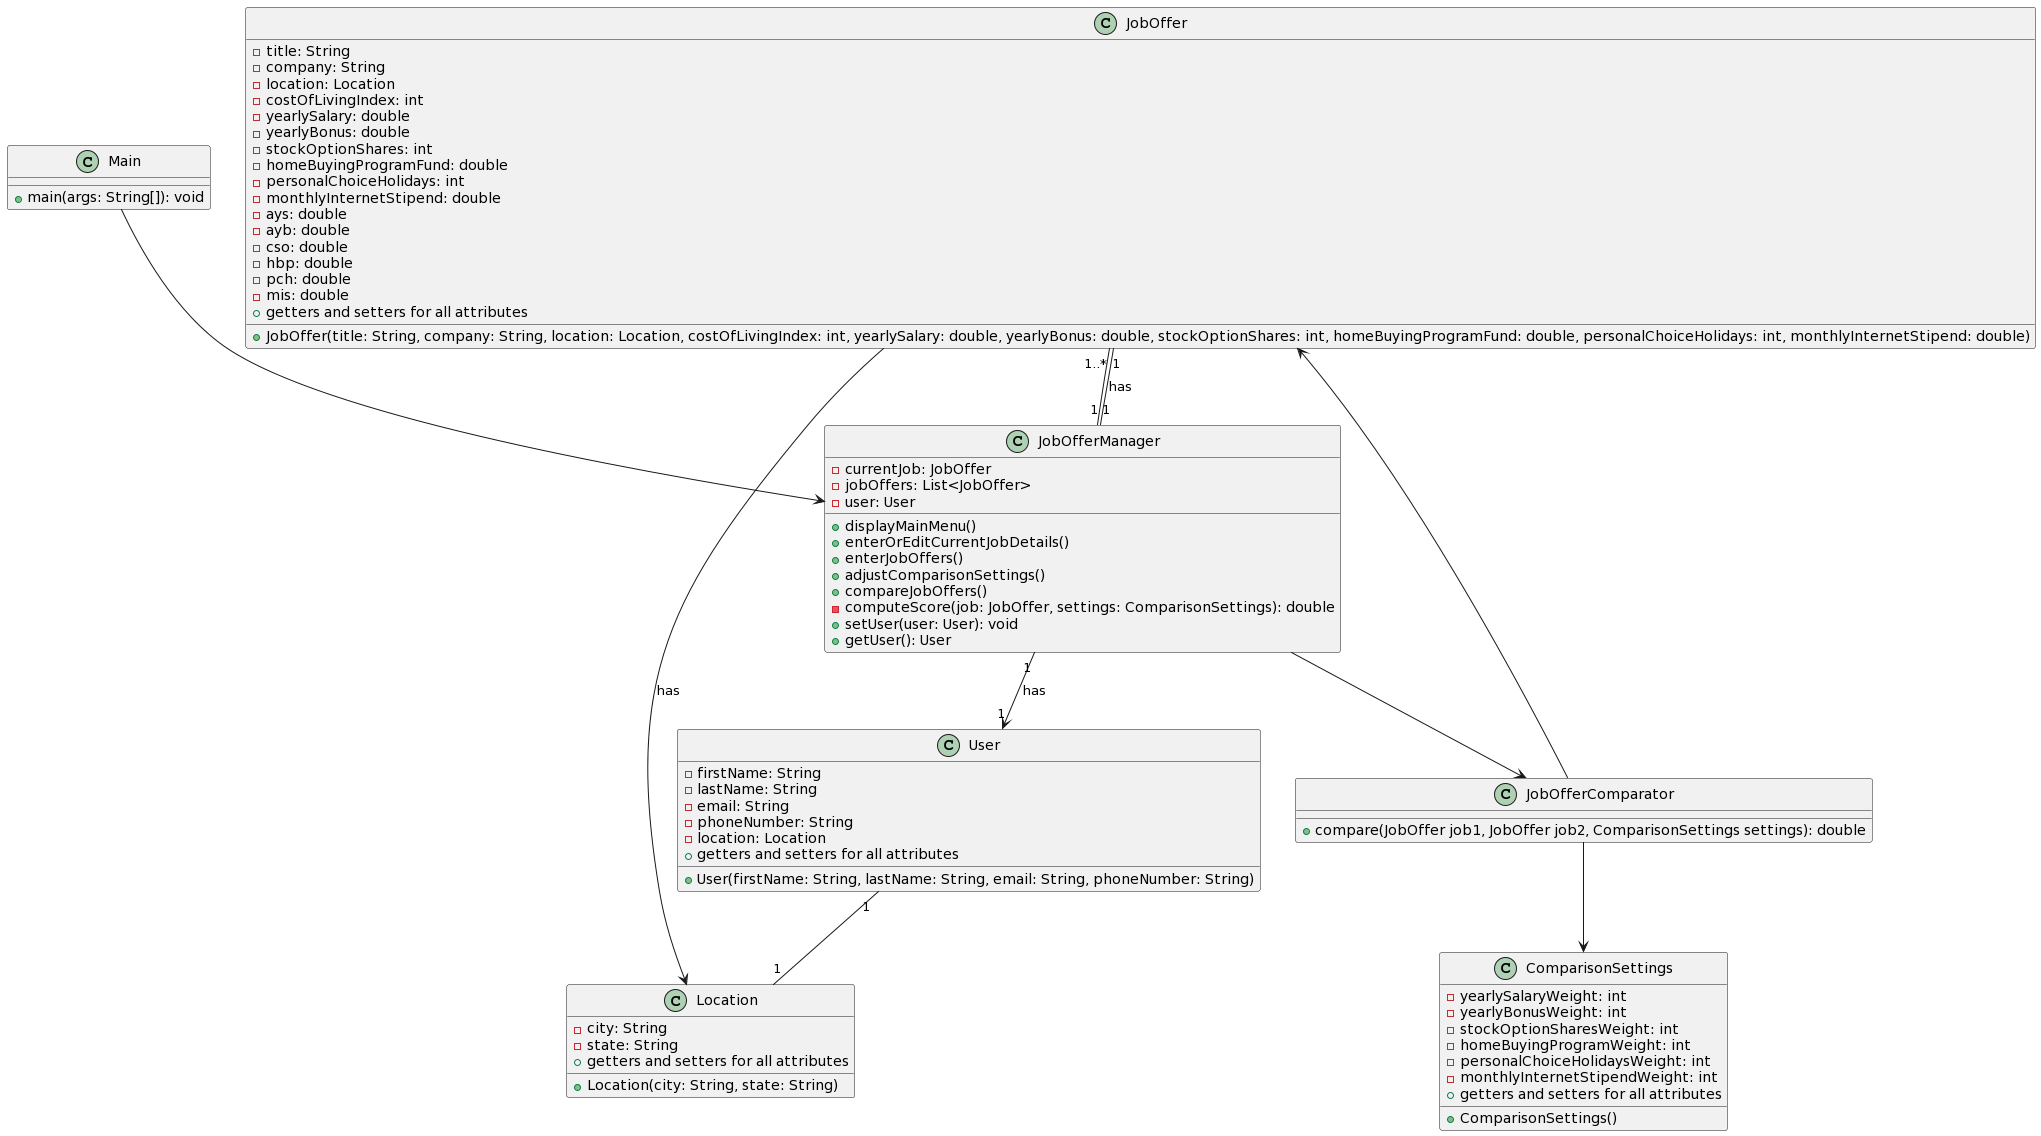 JobOffer
title: String
company: String
location: Location
costOfLivingIndex: int
yearlySalary: double
yearlyBonus: double
stockOptionShares: int
homeBuyingProgramFund: double
personalChoiceHolidays: int
monthlyInternetStipend: double
ays: double
ayb: double
cso: double
hbp: double
pch: double
mis: double
getters and setters for all attributes
JobOffer(title: String, company: String, location: Location, costOfLivingIndex: int, yearlySalary: double, yearlyBonus: double, stockOptionShares: int, homeBuyingProgramFund: double, personalChoiceHolidays: int, monthlyInternetStipend: double)
C
Main
main(args: String[]): void
C
1..*
1
has
1
1
JobOfferManager
currentJob: JobOffer
jobOffers: List<JobOffer>
user: User
displayMainMenu()
enterOrEditCurrentJobDetails()
enterJobOffers()
adjustComparisonSettings()
compareJobOffers()
computeScore(job: JobOffer, settings: ComparisonSettings): double
setUser(user: User): void
getUser(): User
C
1
has
1
has
User
firstName: String
lastName: String
email: String
phoneNumber: String
location: Location
getters and setters for all attributes
User(firstName: String, lastName: String, email: String, phoneNumber: String)
C
JobOfferComparator
compare(JobOffer job1, JobOffer job2, ComparisonSettings settings): double
C
1
1
Location
city: String
state: String
getters and setters for all attributes
Location(city: String, state: String)
C
ComparisonSettings
yearlySalaryWeight: int
yearlyBonusWeight: int
stockOptionSharesWeight: int
homeBuyingProgramWeight: int
personalChoiceHolidaysWeight: int
monthlyInternetStipendWeight: int
getters and setters for all attributes
ComparisonSettings()
C